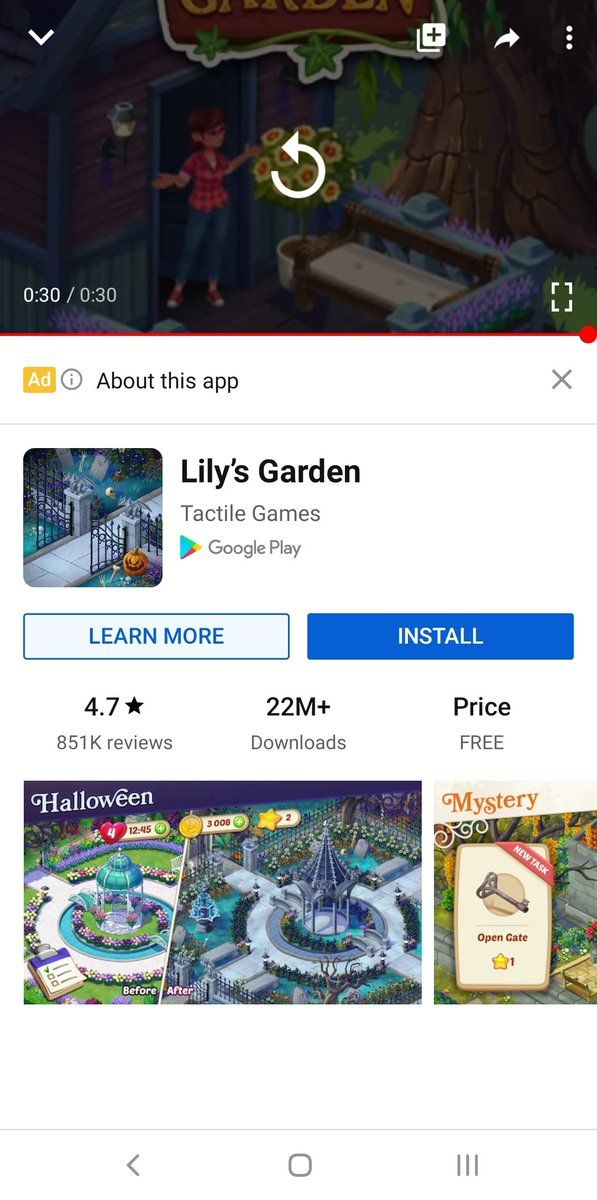 GARDEN
0:30 / 0:30
Ad
About this app
Lily's Garden
Tactile Games
Google Play
LEARN MORE
INSTALL
4.7★
22M+
Price
851K reviews
Downloads
FREE
Halloween
4
12:45
3 008
2
Before
After
Mystery
NEW TASK
Open Gate
1